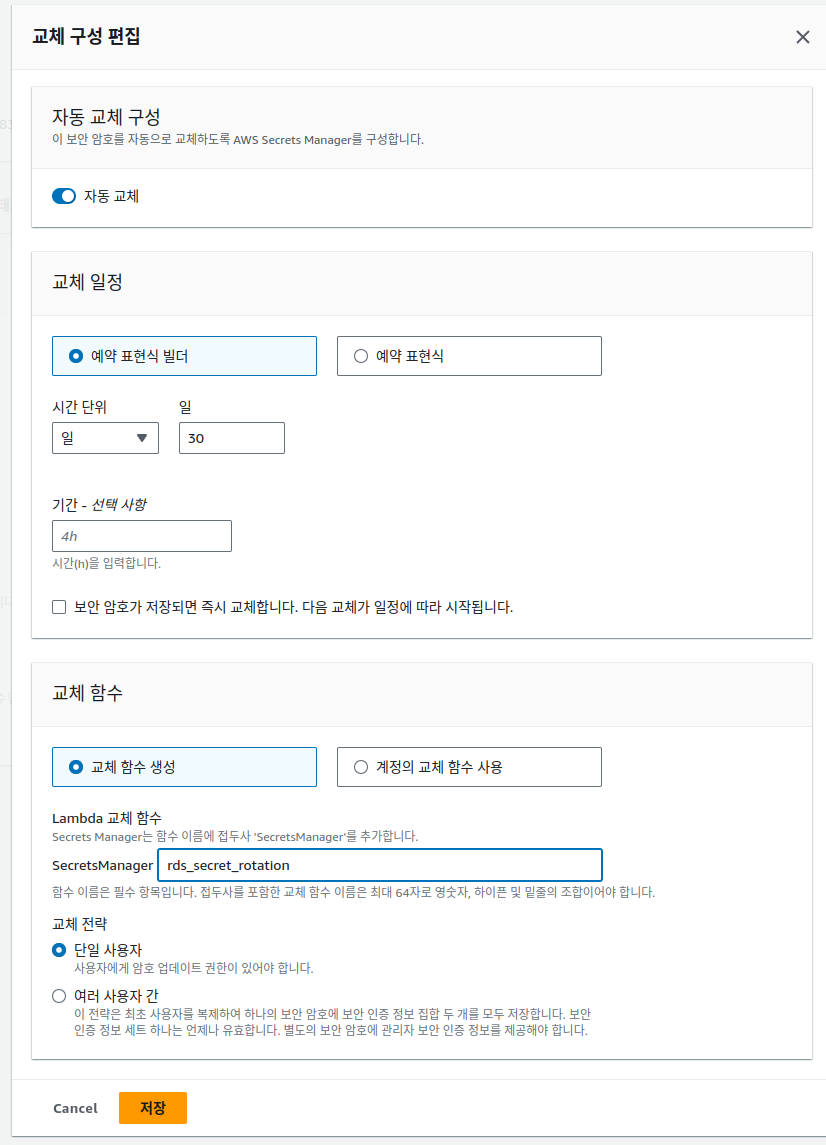 교체 구성 편집
자동 교체 구성
이 보안 암호를 자동으로 교체하도록 AWS Secrets Manager를 구성합니다.
자동 교체
교체 일정
예약 표현식 빌더
예약 표현식
시간 단위
일
일
30
기간 - 선택 사항
4h
시간(h)을 입력합니다.
보안 암호가 저장되면 즉시 교체합니다. 다음 교체가 일정에 따라 시작됩니다.
교체 함수
교체 함수 생성
계정의 교체 함수 사용
Lambda 교체 함수
Secrets Manager는 함수 이름에 접두사 'SecretsManager'를 추가합니다.
SecretsManager rds_secret_rotation
함수 이름은 필수 항목입니다. 접두사를 포함한 교체 함수 이름은 최대 64자로 영숫자, 하이픈 및 밑줄의 조합이어야 합니다.
교체 전략
단일 사용자
사용자에게 암호 업데이트 권한이 있어야 합니다.
여러 사용자 간
이 전략은 최초 사용자를 복제하여 하나의 보안 암호에 보안 인증 정보 집합 두 개를 모두 저장합니다. 보안
인증 정보 세트 하나는 언제나 유효합니다. 별도의 보안 암호에 관리자 보안 인증 정보를 제공해야 합니다.
Cancel
저장